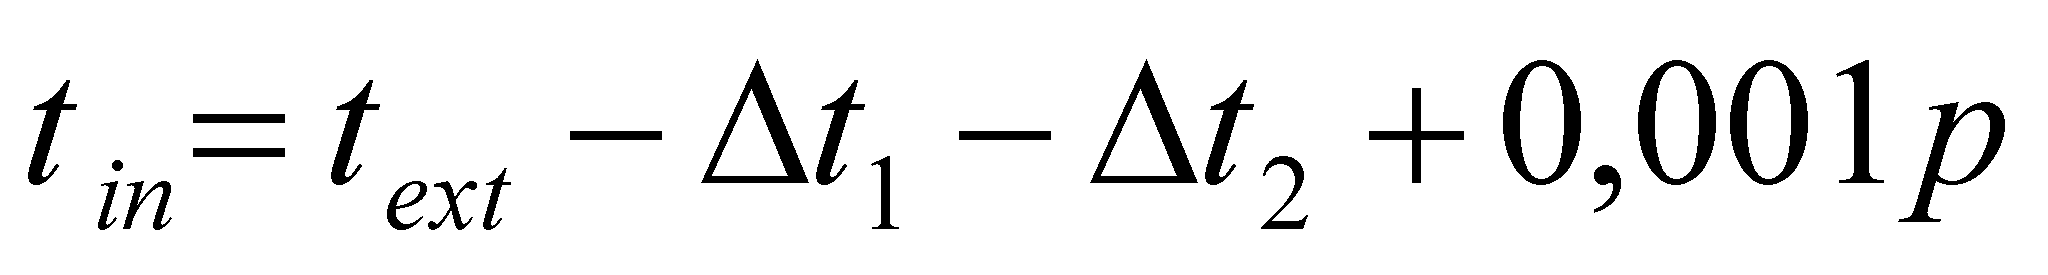 t_in = t_ext − Δt_1 − Δt_2 + 0,001p